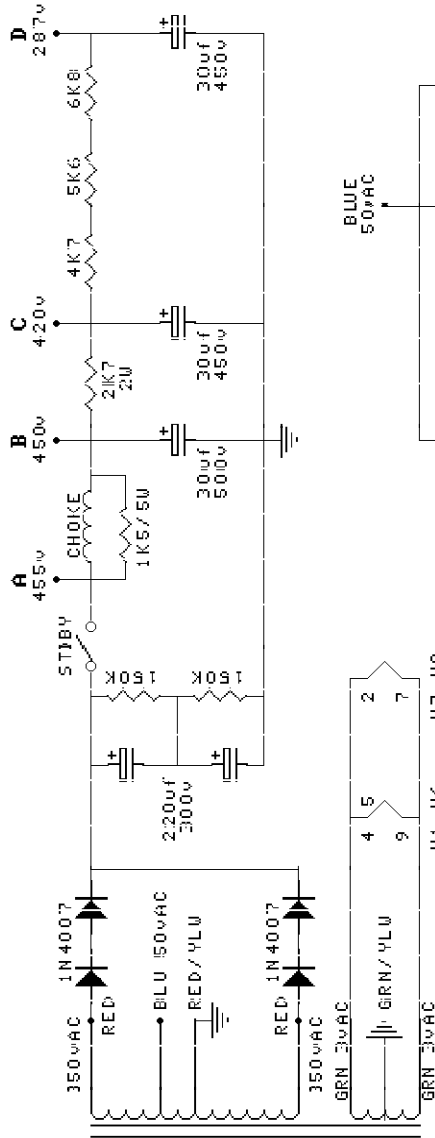 350vAC
RED
1N4007
BLU 50vAC
RED/YLW
350vAC
RED
1N4007
GRN 3vAC
GRN/YLW
GRN 3vAC
+
+
220uf
300v
150K
150K
STDBY
A
455v
CHOKE
1K5/5W
B
450v
+
30uf
500v
2K7
2W
C
420v
+
30uf
450v
4K7
5K6
6K8
D
287v
+
30uf
450v
4
5
9
2
7
BLUE
50vAC